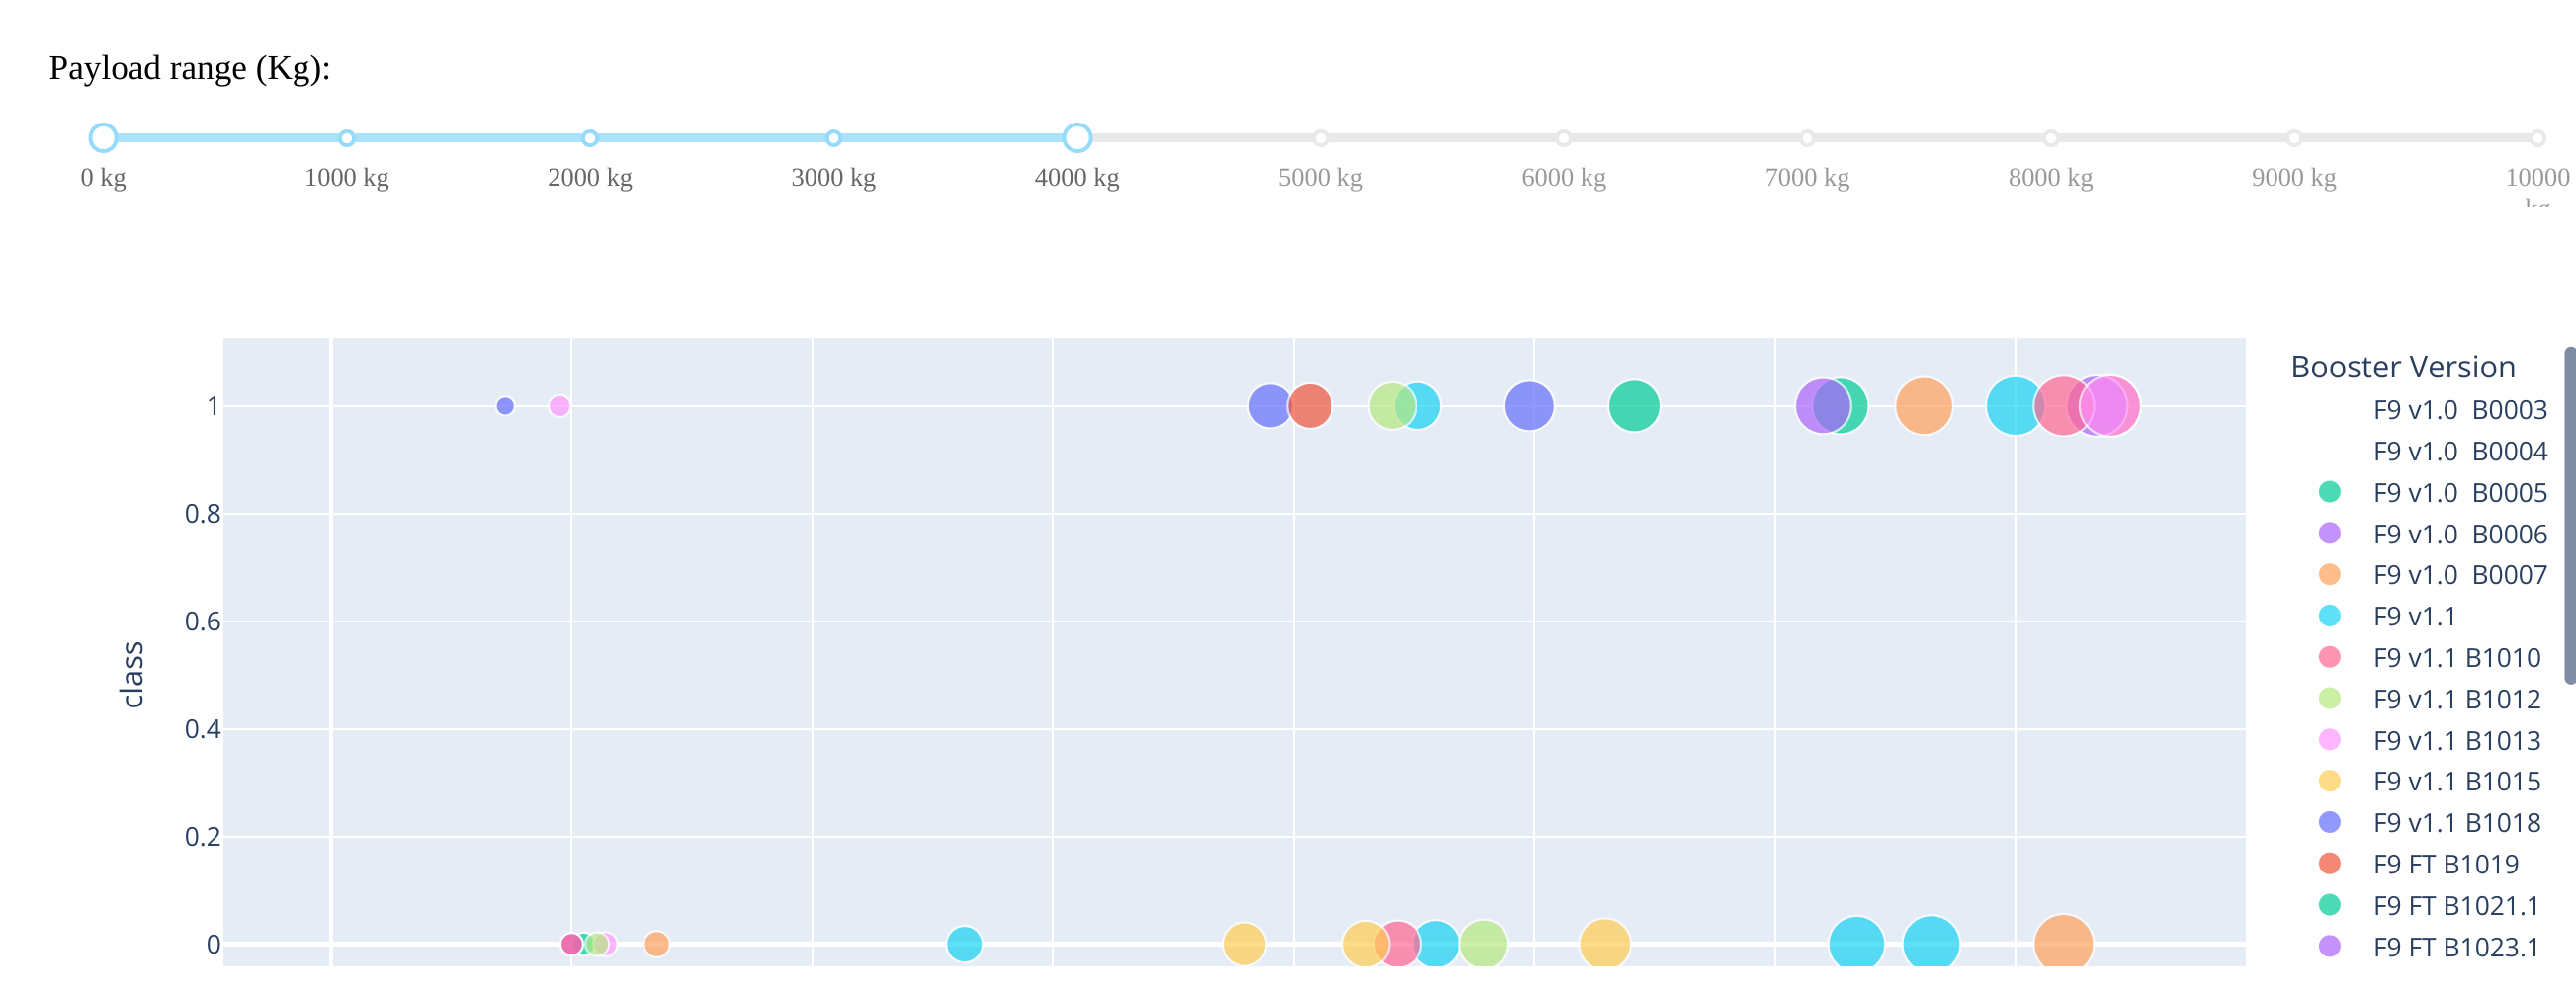 Payload range (Kg):
0 kg 1000 kg 2000 kg 3000 kg 4000 kg 5000 kg 6000 kg 7000 kg 8000 kg 9000 kg 10000
kg
Booster Version
1
F9 v1.0  B0003
F9 v1.0  B0004
0.8
F9 v1.0  B0005
F9 v1.0  B0006
F9 v1.0  B0007
0.6
F9 v1.1
class
F9 v1.1 B1010
F9 v1.1 B1012
0.4
F9 v1.1 B1013
F9 v1.1 B1015
0.2
F9 v1.1 B1018
F9 FT B1019
F9 FT B1021.1
0
F9 FT B1023.1